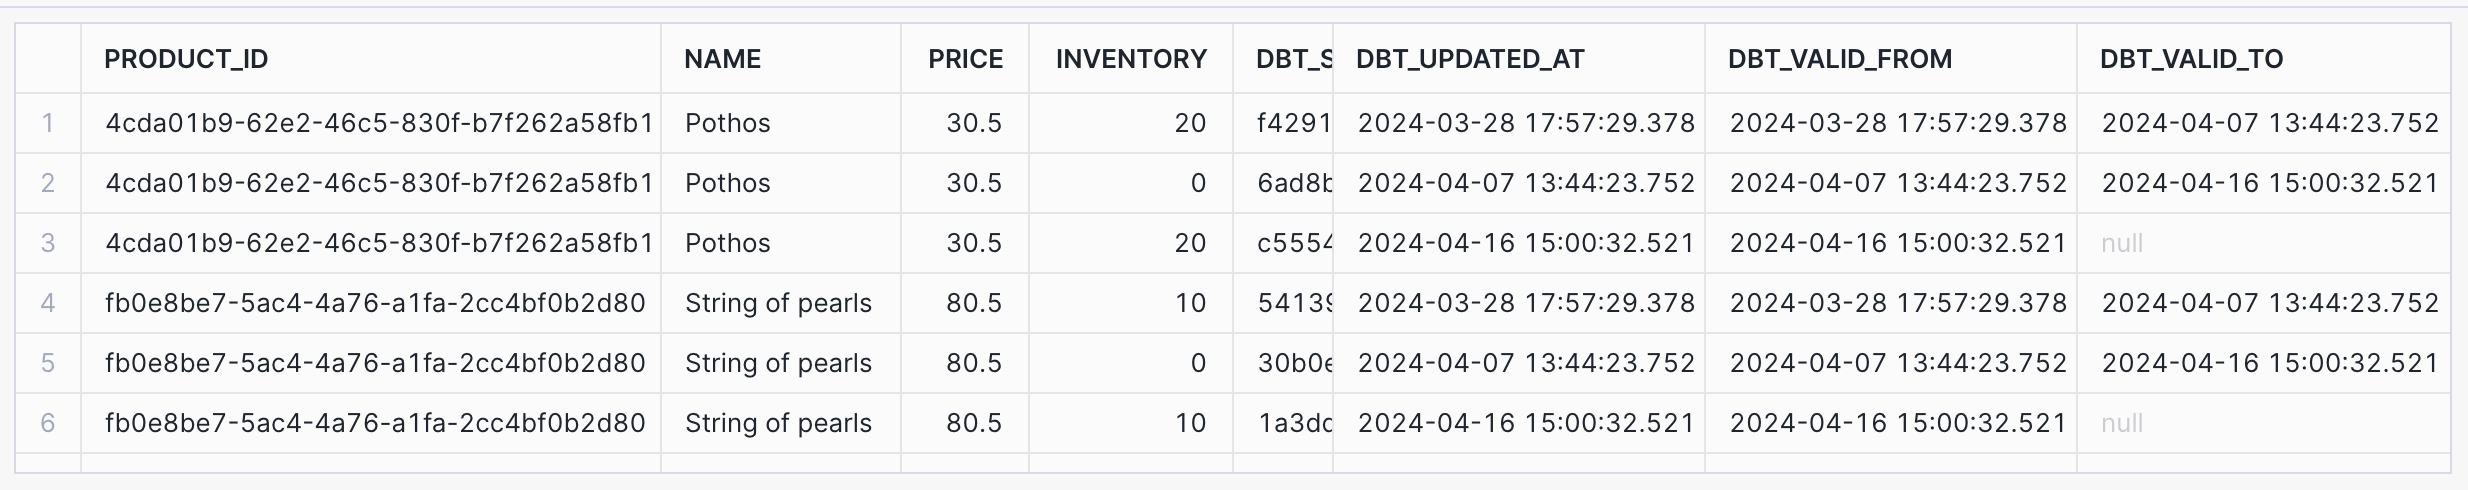 PRODUCT_ID NAME PRICE INVENTORY DBT_S DBT_UPDATED_AT DBT_VALID_FROM DBT_VALID_TO
1 4cda01b9-62e2-46c5-830f-b7f262a58fb1 Pothos 30.5 20 f4291 2024-03-28 17:57:29.378 2024-03-28 17:57:29.378 2024-04-07 13:44:23.752
2 4cda01b9-62e2-46c5-830f-b7f262a58fb1 Pothos 30.5 0 6ad8b 2024-04-07 13:44:23.752 2024-04-07 13:44:23.752 2024-04-16 15:00:32.521
3 4cda01b9-62e2-46c5-830f-b7f262a58fb1 Pothos 30.5 20 c5554 2024-04-16 15:00:32.521 2024-04-16 15:00:32.521 null
4 fb0e8be7-5ac4-4a76-a1fa-2cc4bf0b2d80 String of pearls 80.5 10 54139 2024-03-28 17:57:29.378 2024-03-28 17:57:29.378 2024-04-07 13:44:23.752
5 fb0e8be7-5ac4-4a76-a1fa-2cc4bf0b2d80 String of pearls 80.5 0 30b0e 2024-04-07 13:44:23.752 2024-04-07 13:44:23.752 2024-04-16 15:00:32.521
6 fb0e8be7-5ac4-4a76-a1fa-2cc4bf0b2d80 String of pearls 80.5 10 1a3dd 2024-04-16 15:00:32.521 2024-04-16 15:00:32.521 null